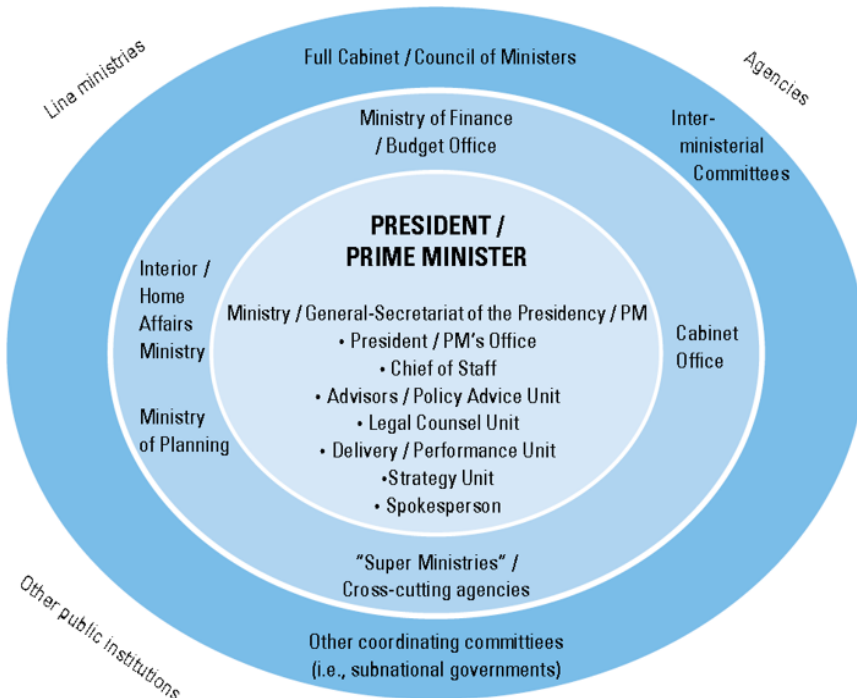 Line ministries
Full Cabinet / Council of Ministers
Agencies
Ministry of Finance
/ Budget Office
Inter-
ministerial
Committees
PRESIDENT /
PRIME MINISTER
Interior /
Home
Affairs
Ministry
Ministry / General-Secretariat of the Presidency / PM
• President / PM's Office
• Chief of Staff
• Advisors / Policy Advice Unit
• Legal Counsel Unit
• Delivery / Performance Unit
•Strategy Unit
• Spokesperson
Cabinet
Office
Ministry
of Planning
"Super Ministries" /
Cross-cutting agencies
Other public institutions
Other coordinating committieees
(i.e., subnational governments)